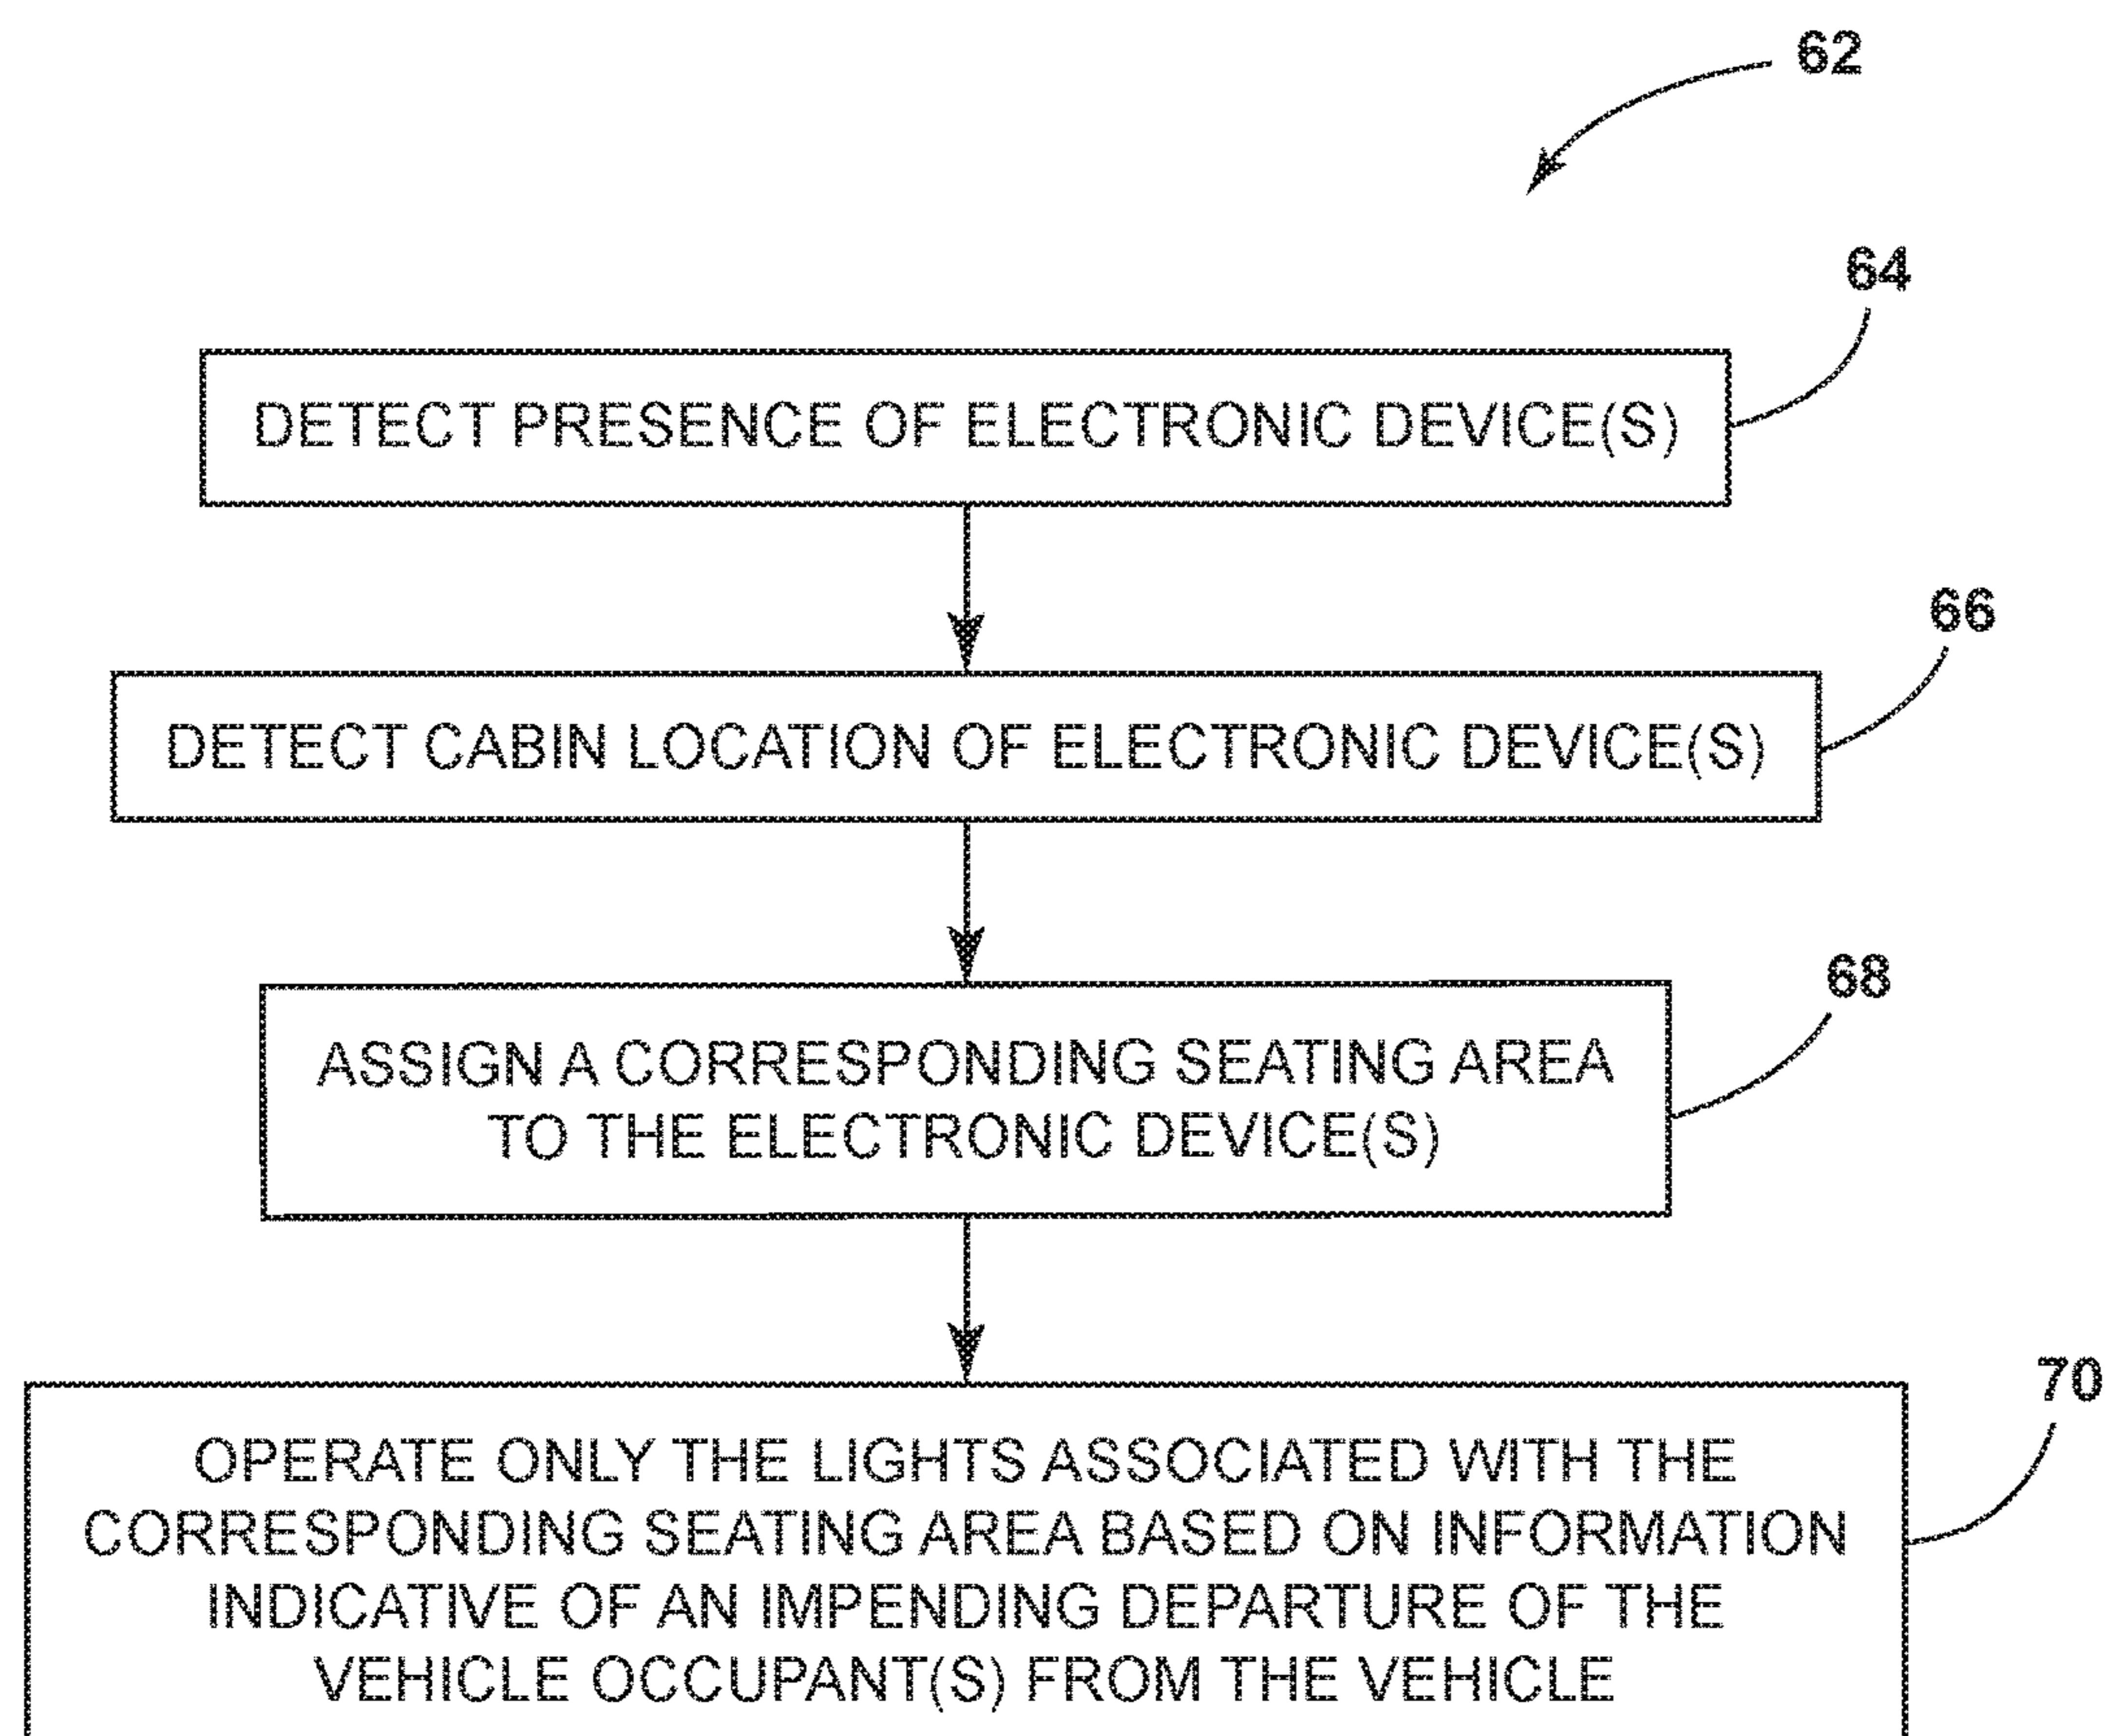 62
64
DETECT PRESENCE OF ELECTRONIC DEVICE(S)
66
DETECT CABIN LOCATION OF ELECTRONIC DEVICE(S)
68
ASSIGN A CORRESPONDING SEATING AREA
TO THE ELECTRONIC DEVICE(S)
70
OPERATE ONLY THE LIGHTS ASSOCIATED WITH THE
CORRESPONDING SEATING AREA BASED ON INFORMATION
INDICATIVE OF AN IMPENDING DEPARTURE OF THE
VEHICLE OCCUPANT(S) FROM THE VEHICLE